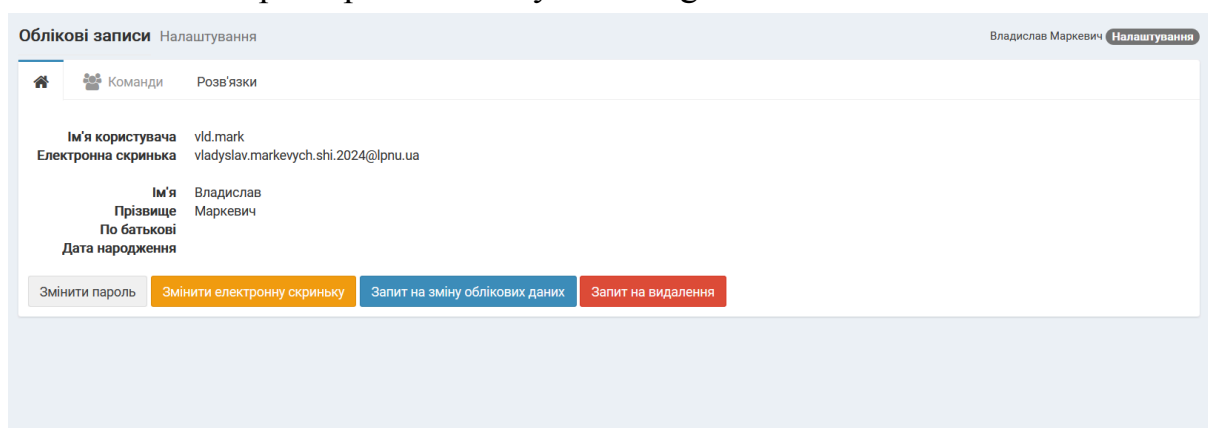 Облікові записи Налаштування
Владислав Маркевич Налаштування
Команди Розв'язки
Ім'я користувача vld.mark
Електронна скринька vladyslav.markevych.shi.2024@lpnu.ua
Ім'я Владислав
Прізвище Маркевич
По батькові
Дата народження
Змінити пароль Змінити електронну скриньку Запит на зміну облікових даних Запит на видалення